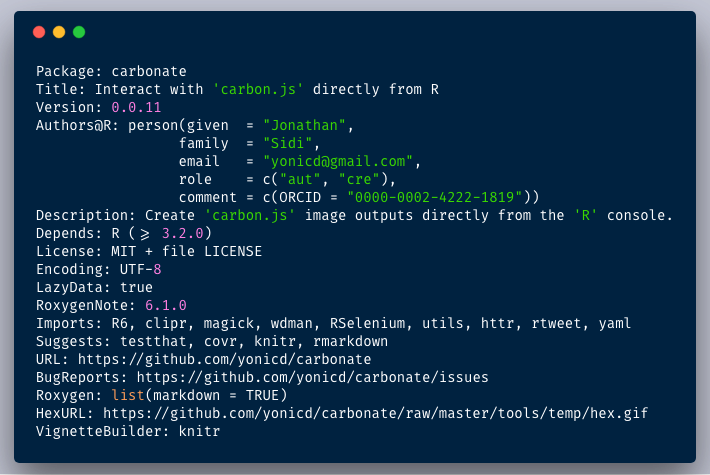 Package: carbonate
Title: Interact with 'carbon.js' directly from R
Version: 0.0.11
Authors@R: person(given  = "Jonathan",
                  family  = "Sidi",
                  email   = "yonicd@gmail.com",
                  role    = c("aut", "cre"),
                  comment = c(ORCID = "0000-0002-4222-1819"))
Description: Create 'carbon.js' image outputs directly from the 'R' console.
Depends: R (>= 3.2.0)
License: MIT + file LICENSE
Encoding: UTF-8
LazyData: true
RoxygenNote: 6.1.0
Imports: R6, clipr, magick, wdman, RSelenium, utils, httr, rtweet, yaml
Suggests: testthat, covr, knitr, rmarkdown
URL: https://github.com/yonicd/carbonate
BugReports: https://github.com/yonicd/carbonate/issues
Roxygen: list(markdown = TRUE)
HexURL: https://github.com/yonicd/carbonate/raw/master/tools/temp/hex.gif
VignetteBuilder: knitr